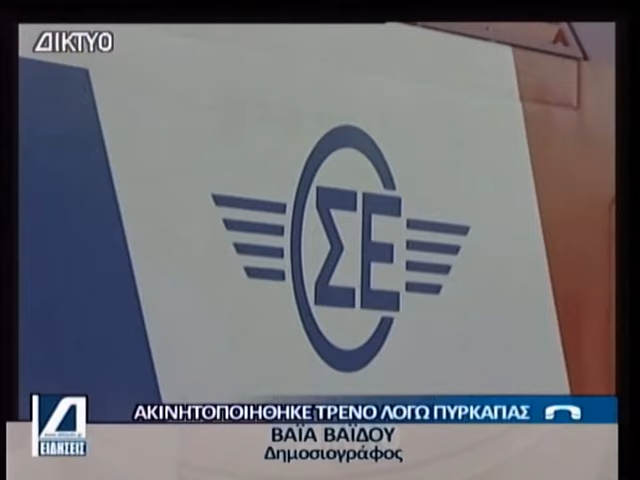 ΔΙΚΤΥΟ
ΣΕ
ΑΚΙΝΗΤΟΠΟΙΗΘΗΚΕ ΤΡΕΝΟ ΛΟΓΩ ΠΥΡΚΑΓΙΑΣ
ΕΙΔΗΣΕΙΣ
ΒΑΪΑ ΒΑΪΔΟΥ
Δημοσιογράφος